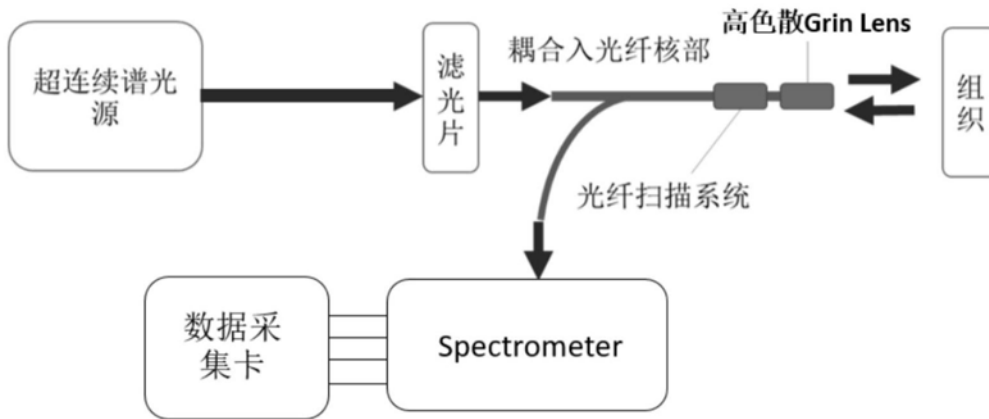 高色散Grin Lens
耦合入光纤核部
超连续谱光
源
滤
光
片
组
织
光纤扫描系统
数据采
集卡
Spectrometer